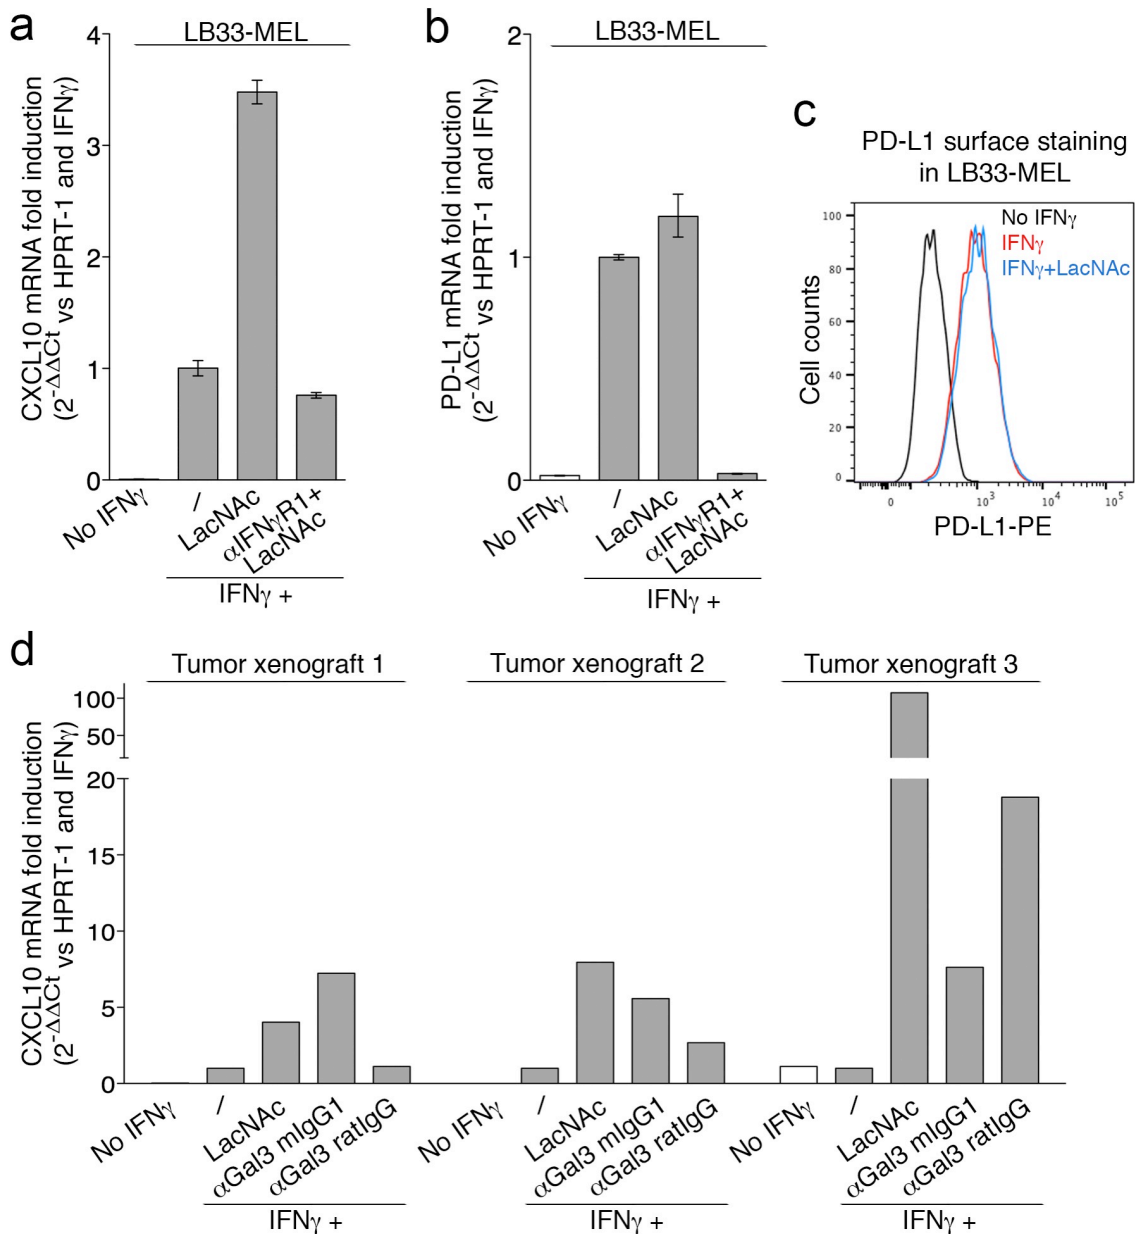 a
LB33-MEL
CXCL10 mRNA fold induction
(2^-ΔΔCt vs HPRT-1 and IFNγ)
4
3
2
1
0
No IFNγ
/
LacNAc
αIFNγR1+
LacNAc
IFNγ +
b
LB33-MEL
PD-L1 mRNA fold induction
(2^-ΔΔCt vs HPRT-1 and IFNγ)
2
1
0
No IFNγ
/
LacNAc
αIFNγR1+
LacNAc
IFNγ +
c
PD-L1 surface staining
in LB33-MEL
No IFNγ
IFNγ
IFNγ+LacNAc
Cell counts
100
80
60
40
20
0
0
10^3
10^4
10^5
PD-L1-PE
d
Tumor xenograft 1
Tumor xenograft 2
Tumor xenograft 3
CXCL10 mRNA fold induction
(2^-ΔΔCt vs HPRT-1 and IFNγ)
100
50
20
15
10
5
0
No IFNγ
/
LacNAc
αGal3 mIgG1
αGal3 ratIgG
IFNγ +
No IFNγ
/
LacNAc
αGal3 mIgG1
αGal3 ratIgG
IFNγ +
No IFNγ
/
LacNAc
αGal3 mIgG1
αGal3 ratIgG
IFNγ +